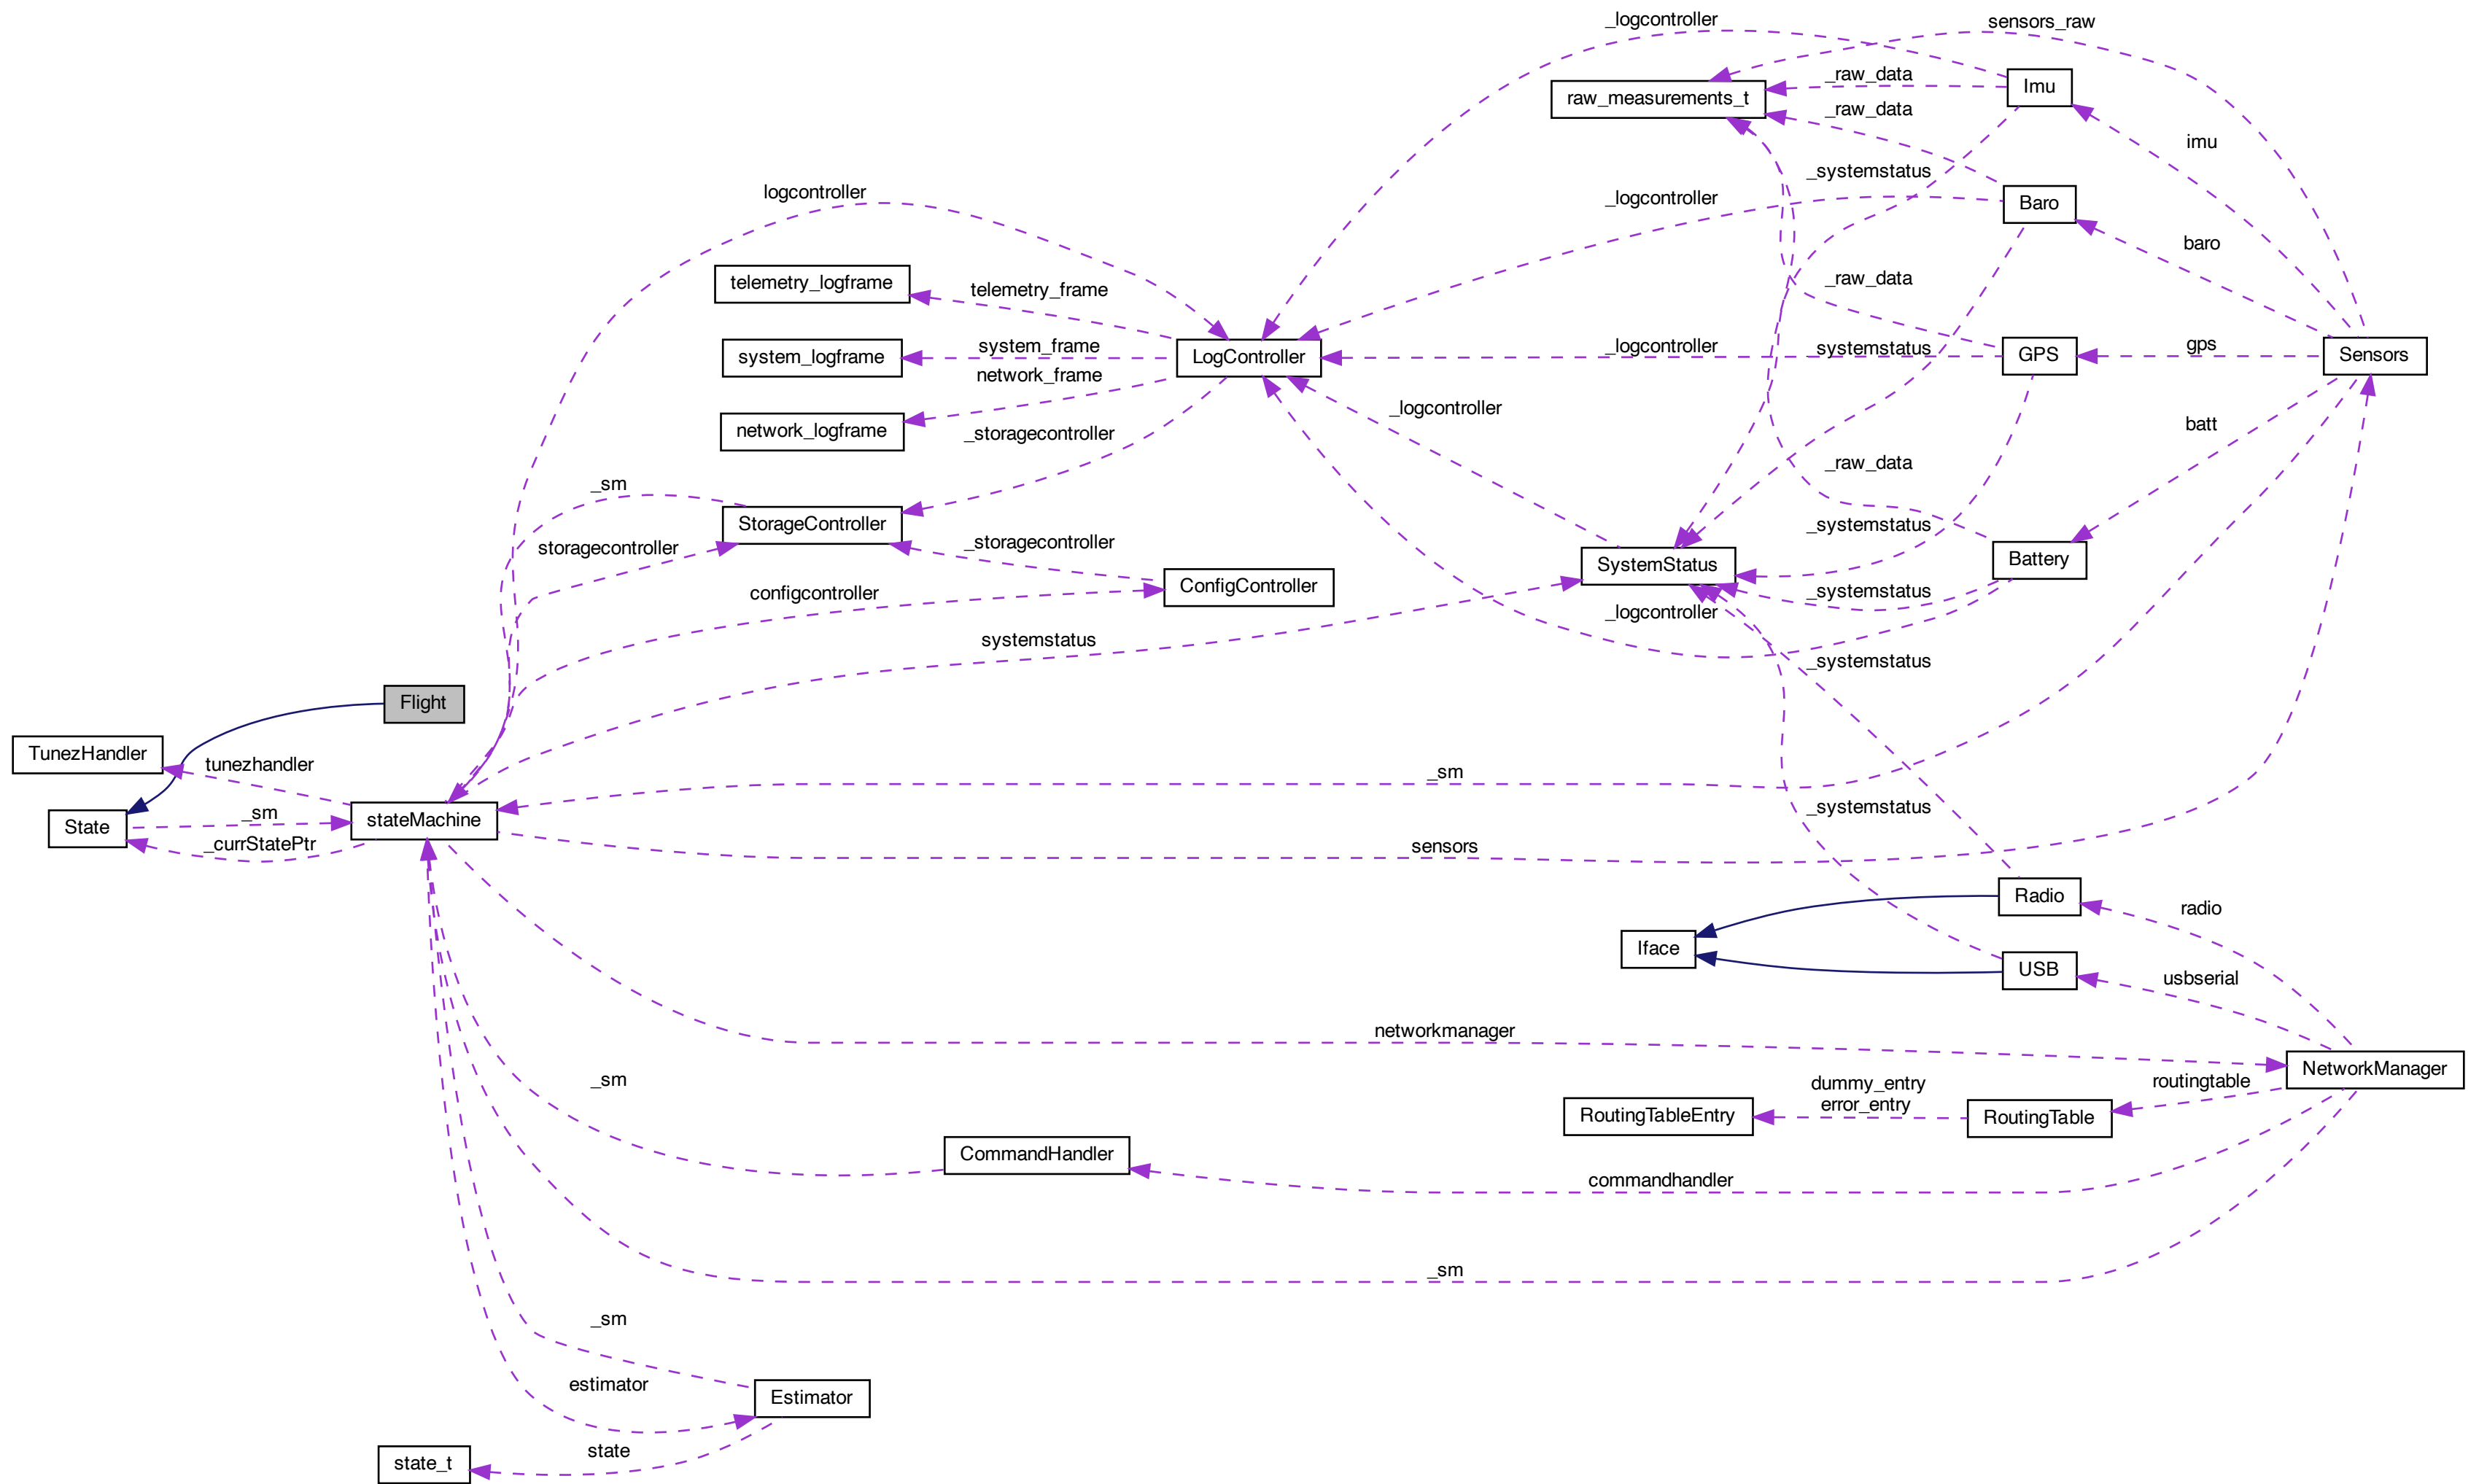 _logcontroller
sensors_raw
_raw_data
Imu
raw_measurements_t
_raw_data
imu
_systemstatus
logcontroller
_logcontroller
Baro
baro
telemetry_logframe
telemetry_frame
_raw_data
system_logframe
system_frame
LogController
_logcontroller
_systemstatus
GPS
gps
Sensors
network_frame
network_logframe
_storagecontroller
_logcontroller
batt
_raw_data
_sm
StorageController
storagecontroller
_storagecontroller
_systemstatus
SystemStatus
Battery
configcontroller
ConfigController
_systemstatus
_logcontroller
systemstatus
_systemstatus
Flight
TunezHandler
tunezhandler
_sm
_systemstatus
State
_sm
stateMachine
_currStatePtr
sensors
Radio
radio
Iface
USB
usbserial
networkmanager
NetworkManager
_sm
dummy_entry
error_entry
routingtable
RoutingTableEntry
RoutingTable
CommandHandler
commandhandler
_sm
_sm
estimator
Estimator
state
state_t